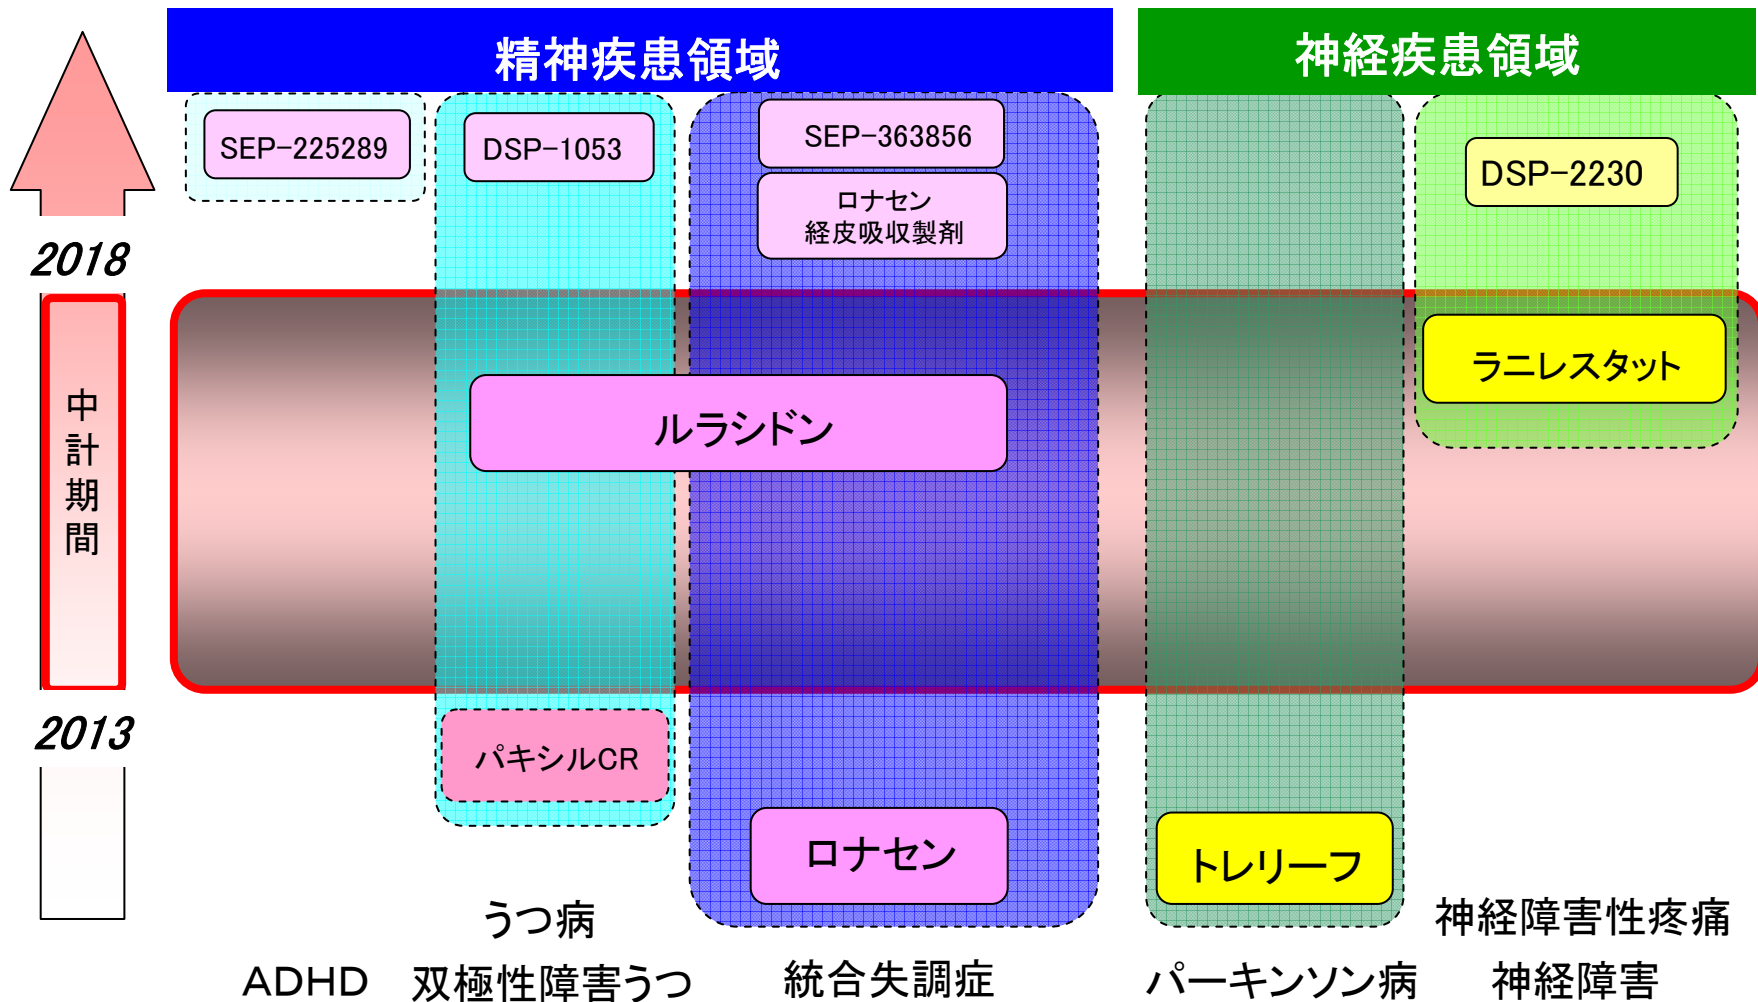 精神疾患領域
神経疾患領域
SEP-225289
DSP-1053
SEP-363856
ロナセン
経皮吸収製剤
DSP-2230
2018
中
計
期
間
ラニレスタット
ルラシドン
2013
パキシルCR
ロナセン
トレリーフ
うつ病
神経障害性疼痛
ADHD
双極性障害うつ
統合失調症
パーキンソン病
神経障害